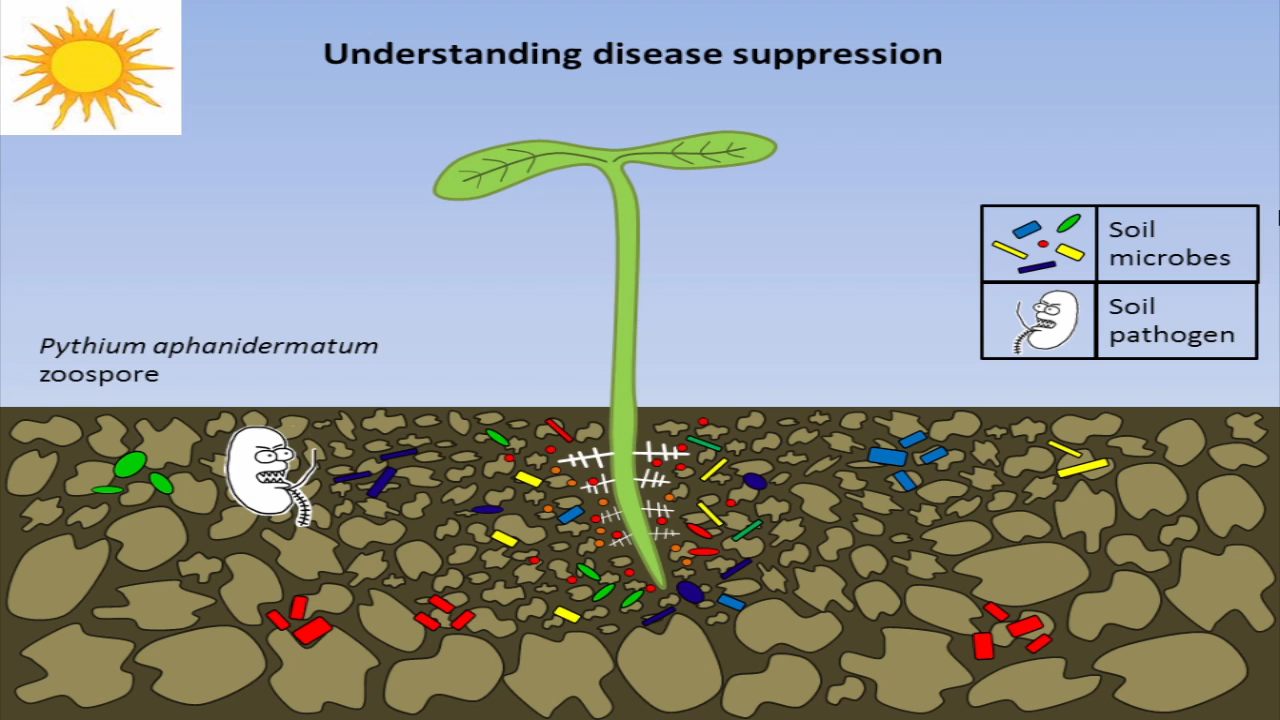 Understanding disease suppression
Soil
microbes
Soil
pathogen
Pythium aphanidermatum
zoospore